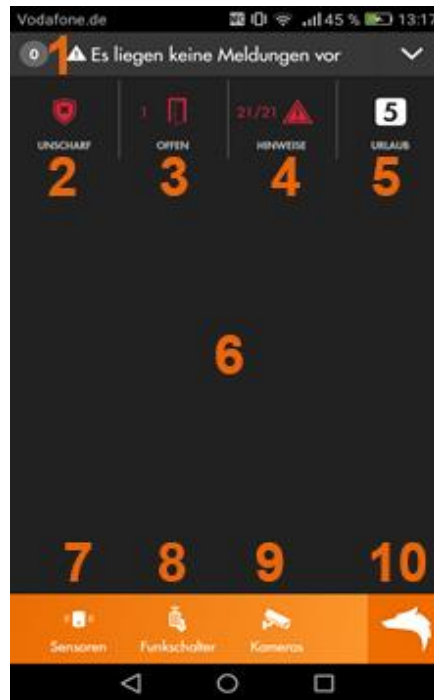 Vodafone.de 45 % 13:17
0 1 Es liegen keine Meldungen vor
1 21/21 5
UNSCHARF OFFEN HINWEISE URLAUB
2 3 4 5
6
7 8 9 10
Sensoren Funkschalter Kameras